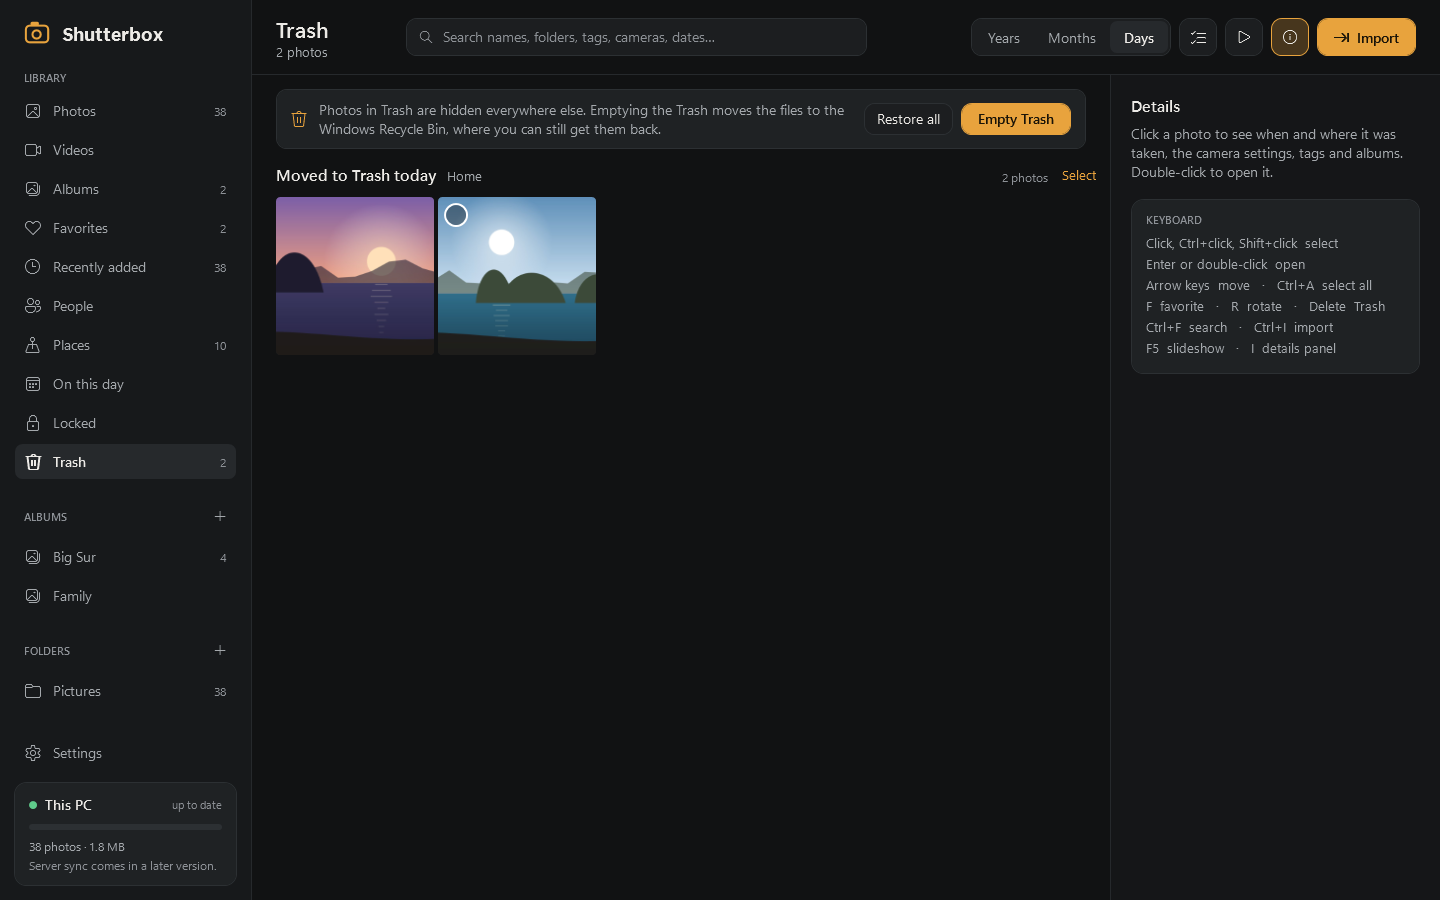 Shutterbox
LIBRARY
Photos 38
Videos
Albums 2
Favorites 2
Recently added 38
People
Places 10
On this day
Locked
Trash 2
ALBUMS
Big Sur 4
Family
FOLDERS
Pictures 38
Settings
This PC up to date
38 photos · 1.8 MB
Server sync comes in a later version.
Trash
2 photos
Search names, folders, tags, cameras, dates...
Years Months Days
Import
Photos in Trash are hidden everywhere else. Emptying the Trash moves the files to the
Windows Recycle Bin, where you can still get them back.
Restore all
Empty Trash
Moved to Trash today Home
2 photos Select
Details
Click a photo to see when and where it was
taken, the camera settings, tags and albums.
Double-click to open it.
KEYBOARD
Click, Ctrl+click, Shift+click select
Enter or double-click open
Arrow keys move · Ctrl+A select all
F favorite · R rotate · Delete Trash
Ctrl+F search · Ctrl+I import
F5 slideshow · I details panel